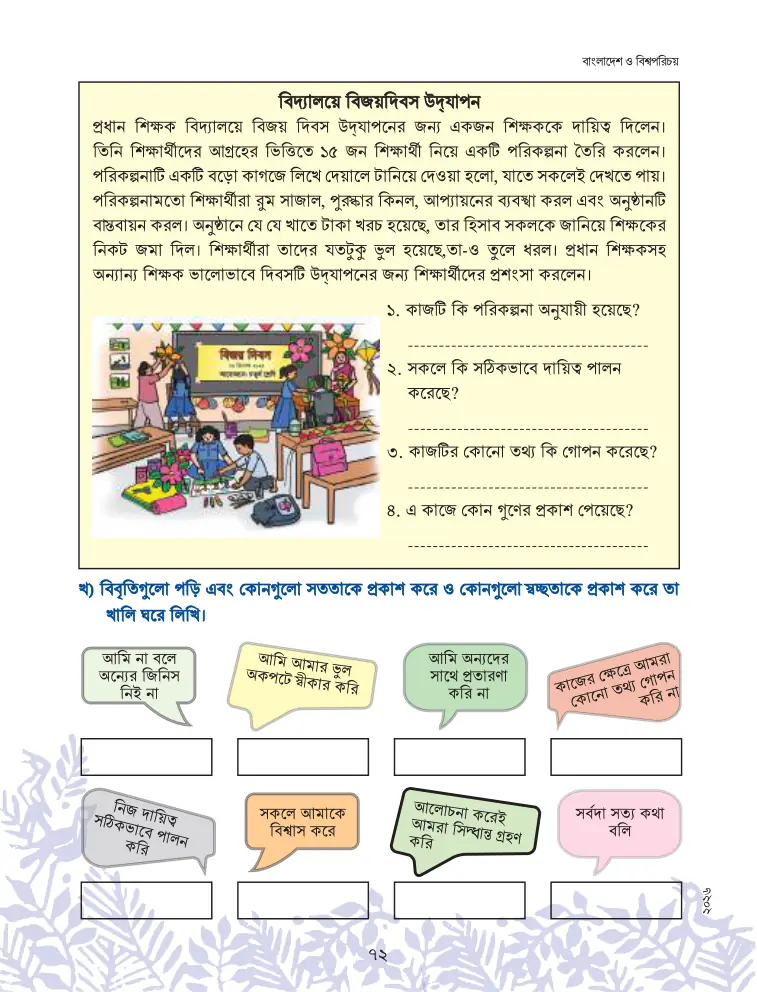 বাংলাদেশ ও বিশ্বপরিচয়
বিদ্যালয়ে বিজয়দিবস উদ্‌যাপন
প্রধান শিক্ষক বিদ্যালয়ে বিজয় দিবস উদ্‌যাপনের জন্য একজন শিক্ষককে দায়িত্ব দিলেন।
তিনি শিক্ষার্থীদের আগ্রহের ভিত্তিতে ১৫ জন শিক্ষার্থী নিয়ে একটি পরিকল্পনা তৈরি করলেন।
পরিকল্পনাটি একটি বড়ো কাগজে লিখে দেয়ালে টানিয়ে দেওয়া হলো, যাতে সকলেই দেখতে পায়।
পরিকল্পনামতো শিক্ষার্থীরা রুম সাজাল, পুরস্কার কিনল, আপ্যায়নের ব্যবস্থা করল এবং অনুষ্ঠানটি
বাস্তবায়ন করল। অনুষ্ঠানে যে যে খাতে টাকা খরচ হয়েছে, তার হিসাব সকলকে জানিয়ে শিক্ষকের
নিকট জমা দিল। শিক্ষার্থীরা তাদের যতটুকু ভুল হয়েছে,তা-ও তুলে ধরল। প্রধান শিক্ষকসহ
অন্যান্য শিক্ষক ভালোভাবে দিবসটি উদ্‌যাপনের জন্য শিক্ষার্থীদের প্রশংসা করলেন।
বিজয় দিবস
১. কাজটি কি পরিকল্পনা অনুযায়ী হয়েছে?
২. সকলে কি সঠিকভাবে দায়িত্ব পালন
করেছে?
৩. কাজটির কোনো তথ্য কি গোপন করেছে?
৪. এ কাজে কোন গুণের প্রকাশ পেয়েছে?
খ) বিবৃতিগুলো পড়ি এবং কোনগুলো সততাকে প্রকাশ করে ও কোনগুলো স্বচ্ছতাকে প্রকাশ করে তা
খালি ঘরে লিখি।
আমি না বলে
অন্যের জিনিস
নিই না
আমি আমার ভুল
অকপটে স্বীকার করি
আমি অন্যদের
সাথে প্রতারণা
করি না
কাজের ক্ষেত্রে আমরা
কোনো তথ্য গোপন
করি না
নিজ দায়িত্ব
সঠিকভাবে পালন
করি
সকলে আমাকে
বিশ্বাস করে
আলোচনা করেই
আমরা সিদ্ধান্ত গ্রহণ
করি
সর্বদা সত্য কথা
বলি
২০২৬
৭২